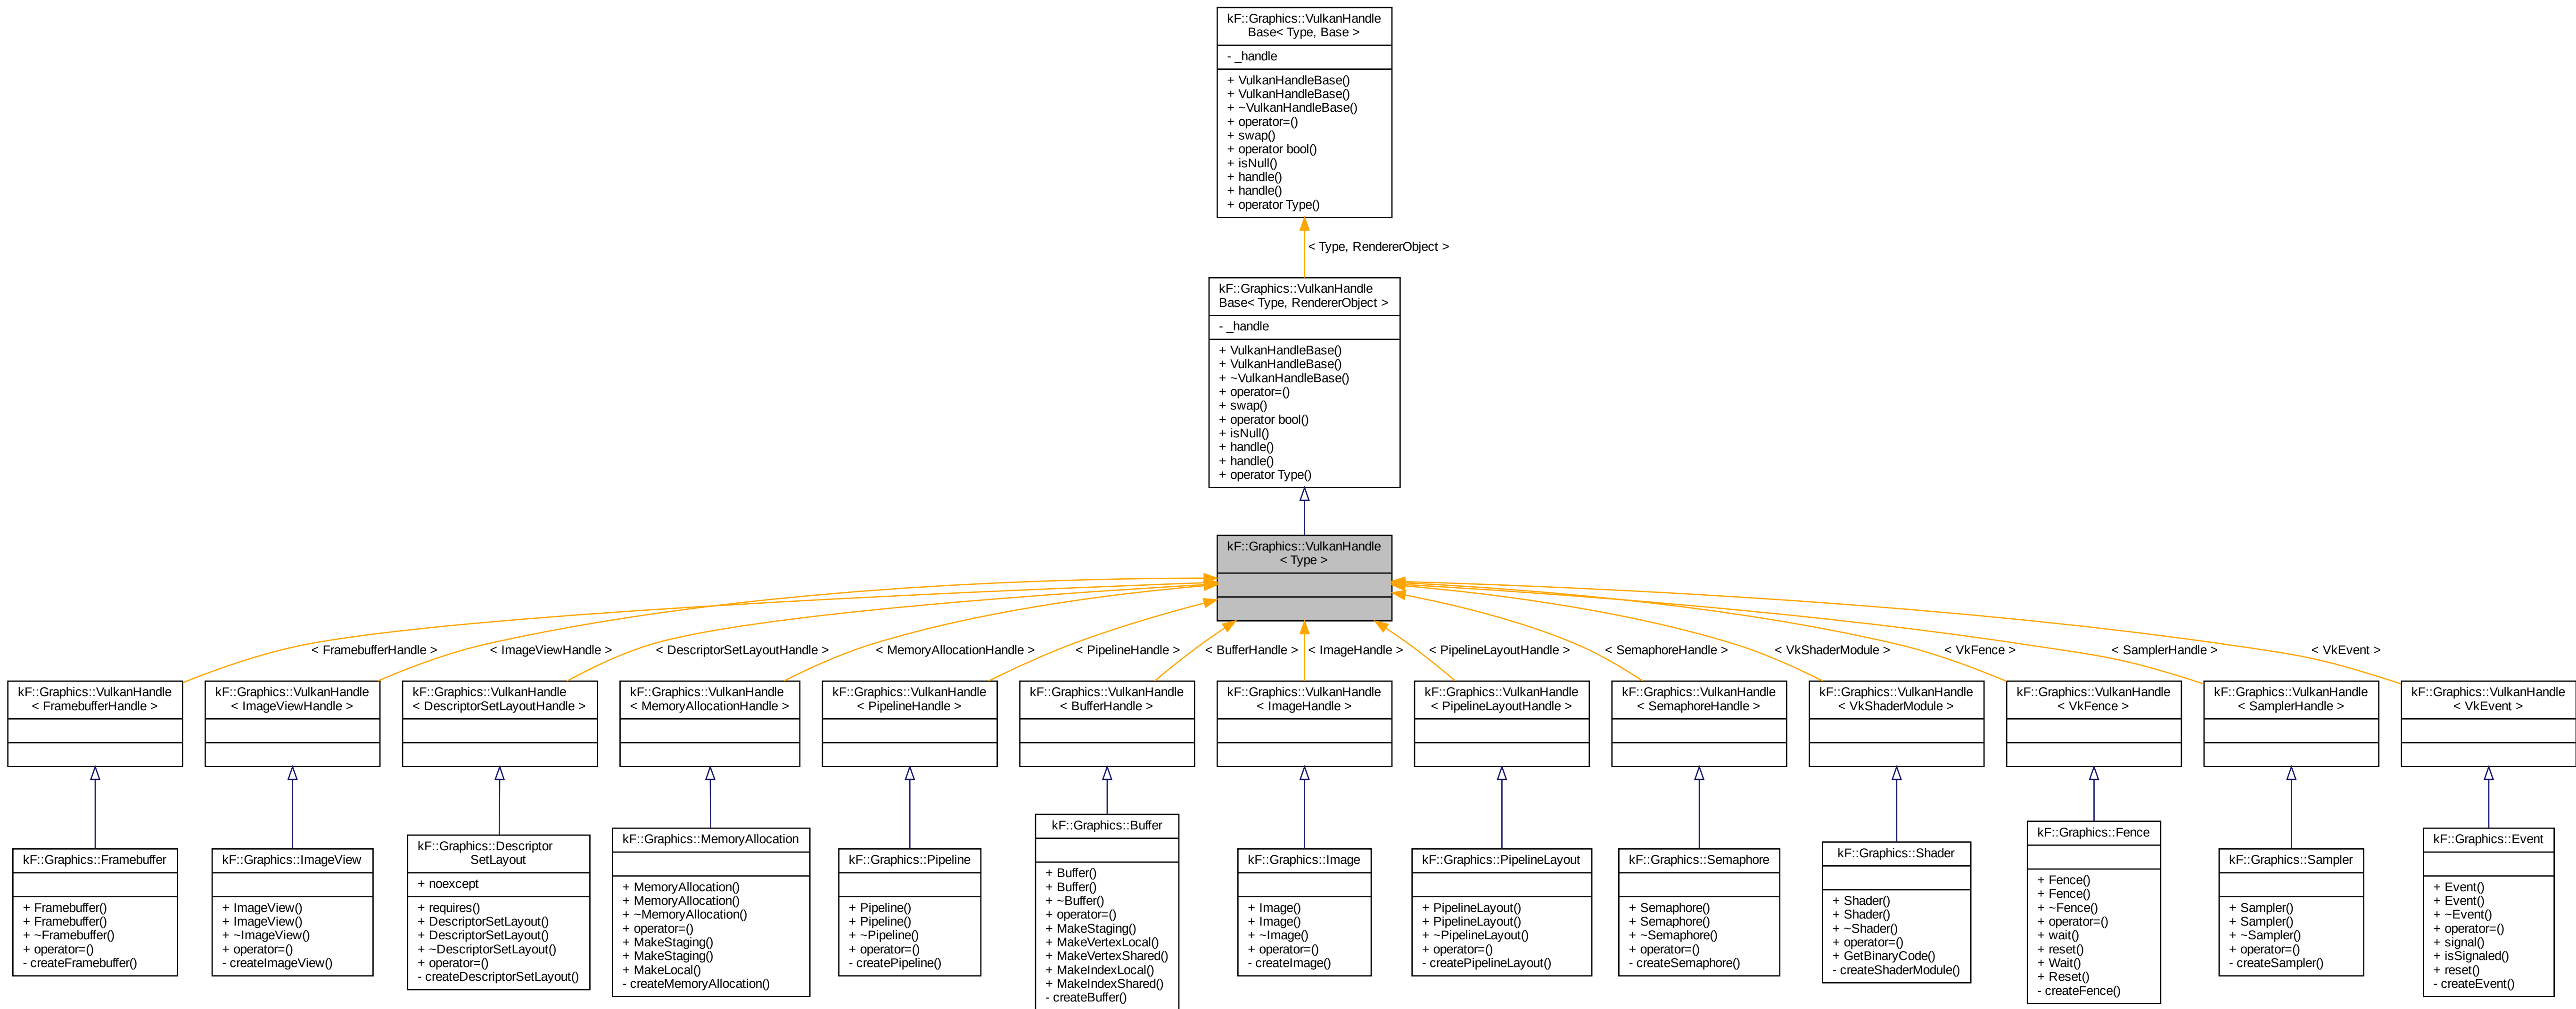 kF::Graphics::VulkanHandle
Base< Type, Base >
- _handle
+ VulkanHandleBase()
+ VulkanHandleBase()
+ ~VulkanHandleBase()
+ operator=()
+ swap()
+ operator bool()
+ isNull()
+ handle()
+ handle()
+ operator Type()
< Type, RendererObject >
kF::Graphics::VulkanHandle
Base< Type, RendererObject >
- _handle
+ VulkanHandleBase()
+ VulkanHandleBase()
+ ~VulkanHandleBase()
+ operator=()
+ swap()
+ operator bool()
+ isNull()
+ handle()
+ handle()
+ operator Type()
kF::Graphics::VulkanHandle
< Type >
< FramebufferHandle >
< ImageViewHandle >
< DescriptorSetLayoutHandle >
< MemoryAllocationHandle >
< PipelineHandle >
< BufferHandle >
< ImageHandle >
< PipelineLayoutHandle >
< SemaphoreHandle >
< VkShaderModule >
< VkFence >
< SamplerHandle >
< VkEvent >
kF::Graphics::VulkanHandle
< FramebufferHandle >
kF::Graphics::VulkanHandle
< ImageViewHandle >
kF::Graphics::VulkanHandle
< DescriptorSetLayoutHandle >
kF::Graphics::VulkanHandle
< MemoryAllocationHandle >
kF::Graphics::VulkanHandle
< PipelineHandle >
kF::Graphics::VulkanHandle
< BufferHandle >
kF::Graphics::VulkanHandle
< ImageHandle >
kF::Graphics::VulkanHandle
< PipelineLayoutHandle >
kF::Graphics::VulkanHandle
< SemaphoreHandle >
kF::Graphics::VulkanHandle
< VkShaderModule >
kF::Graphics::VulkanHandle
< VkFence >
kF::Graphics::VulkanHandle
< SamplerHandle >
kF::Graphics::VulkanHandle
< VkEvent >
kF::Graphics::Framebuffer
+ Framebuffer()
+ Framebuffer()
+ ~Framebuffer()
+ operator=()
- createFramebuffer()
kF::Graphics::ImageView
+ ImageView()
+ ImageView()
+ ~ImageView()
+ operator=()
- createImageView()
kF::Graphics::Descriptor
SetLayout
+ noexcept
+ requires()
+ DescriptorSetLayout()
+ DescriptorSetLayout()
+ ~DescriptorSetLayout()
+ operator=()
- createDescriptorSetLayout()
kF::Graphics::MemoryAllocation
+ MemoryAllocation()
+ MemoryAllocation()
+ ~MemoryAllocation()
+ operator=()
+ MakeStaging()
+ MakeStaging()
+ MakeLocal()
- createMemoryAllocation()
kF::Graphics::Pipeline
+ Pipeline()
+ Pipeline()
+ ~Pipeline()
+ operator=()
- createPipeline()
kF::Graphics::Buffer
+ Buffer()
+ Buffer()
+ ~Buffer()
+ operator=()
+ MakeStaging()
+ MakeVertexLocal()
+ MakeVertexShared()
+ MakeIndexLocal()
+ MakeIndexShared()
- createBuffer()
kF::Graphics::Image
+ Image()
+ Image()
+ ~Image()
+ operator=()
- createImage()
kF::Graphics::PipelineLayout
+ PipelineLayout()
+ PipelineLayout()
+ ~PipelineLayout()
+ operator=()
- createPipelineLayout()
kF::Graphics::Semaphore
+ Semaphore()
+ Semaphore()
+ ~Semaphore()
+ operator=()
- createSemaphore()
kF::Graphics::Shader
+ Shader()
+ Shader()
+ ~Shader()
+ operator=()
+ GetBinaryCode()
- createShaderModule()
kF::Graphics::Fence
+ Fence()
+ Fence()
+ ~Fence()
+ operator=()
+ wait()
+ reset()
+ Wait()
+ Reset()
- createFence()
kF::Graphics::Sampler
+ Sampler()
+ Sampler()
+ ~Sampler()
+ operator=()
- createSampler()
kF::Graphics::Event
+ Event()
+ Event()
+ ~Event()
+ operator=()
+ signal()
+ isSignaled()
+ reset()
- createEvent()